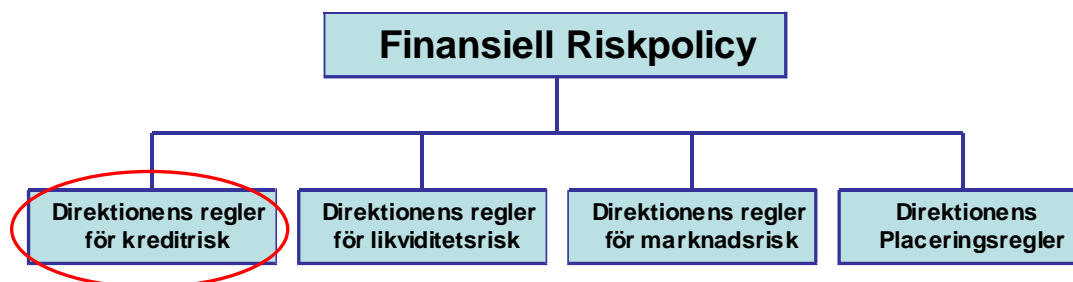 Finansiell Riskpolicy
Direktionens regler
för kreditrisk
Direktionens regler
för likviditetsrisk
Direktionens regler
för marknadsrisk
Direktionens
Placeringsregler